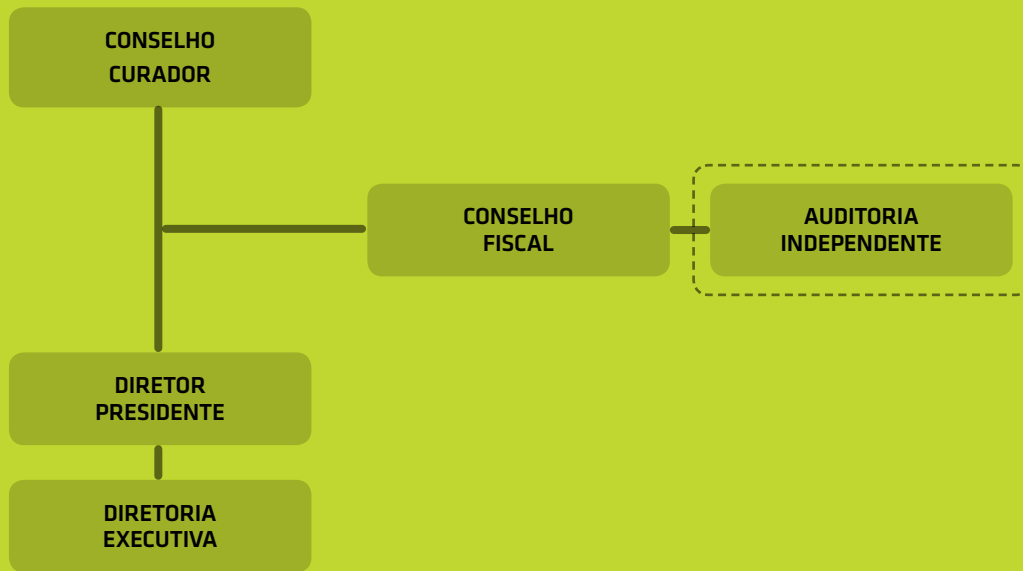 CONSELHO
CURADOR
CONSELHO
FISCAL
AUDITORIA
INDEPENDENTE
DIRETOR
PRESIDENTE
DIRETORIA
EXECUTIVA